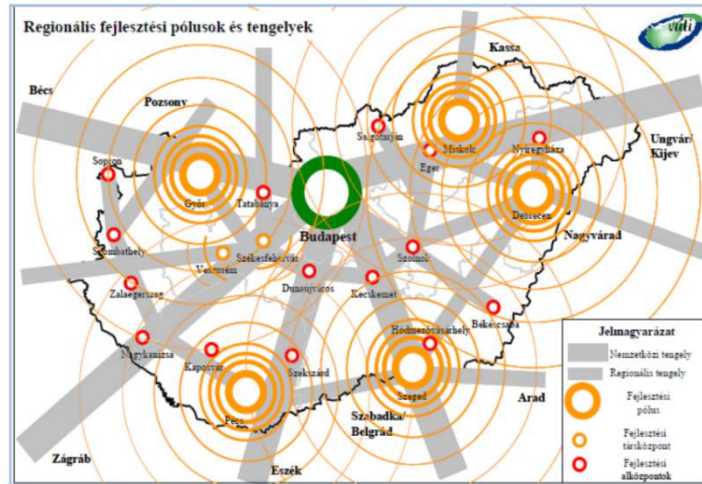 Regionális fejlesztési pólusok és tengelyek
váti
Kassa
Bécs
Pozsony
Salgótarján
Miskolc
Ungvár/
Kijev
Eger
Nyíregyháza
Sopron
Győr
Tatabánya
Debrecen
Budapest
Nagyvárad
Szombathely
Székesfehérvár
Veszprém
Szolnok
Dunaújváros
Kecskemét
Zalaegerszeg
Békéscsaba
Hódmezővásárhely
Nagykanizsa
Kaposvár
Szekszárd
Szeged
Pécs
Szabadka/
Belgrád
Arad
Zágráb
Eszék
Jelmagyarázat
Nemzetközi tengely
Regionális tengely
Fejlesztési
pólus
Fejlesztési
társközpont
Fejlesztési
alközpontok